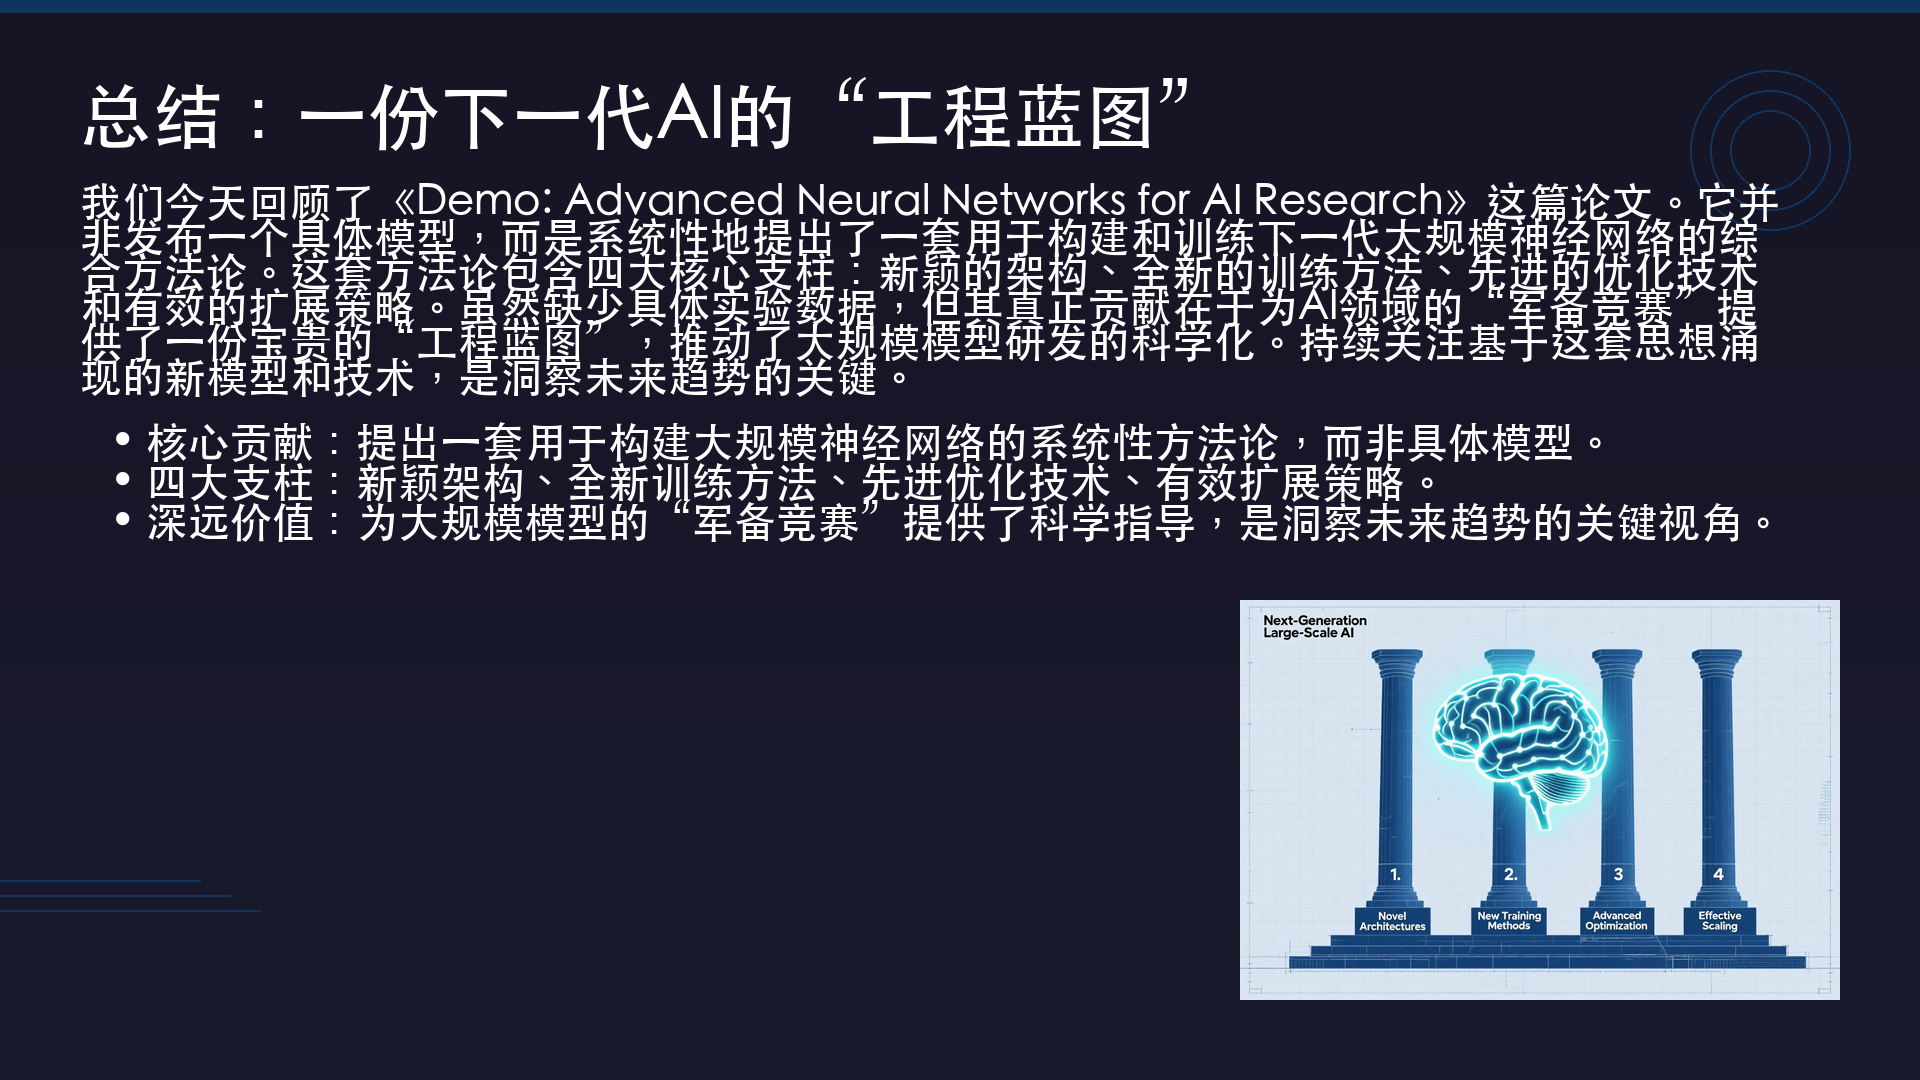 总结：一份下一代AI的“工程蓝图”
我们今天回顾了《Demo: Advanced Neural Networks for AI Research》这篇论文。它并
非发布一个具体模型，而是系统性地提出了一套用于构建和训练下一代大规模神经网络的综
合方法论。这套方法论包含四大核心支柱：新颖的架构、全新的训练方法、先进的优化技术
和有效的扩展策略。虽然缺少具体实验数据，但其真正贡献在于为AI领域的“军备竞赛”提
供了一份宝贵的“工程蓝图”，推动了大规模模型研发的科学化。持续关注基于这套思想涌
现的新模型和技术，是洞察未来趋势的关键。
• 核心贡献：提出一套用于构建大规模神经网络的系统性方法论，而非具体模型。
• 四大支柱：新颖架构、全新训练方法、先进优化技术、有效扩展策略。
• 深远价值：为大规模模型的“军备竞赛”提供了科学指导，是洞察未来趋势的关键视角。
Next-Generation
Large-Scale AI
1.
2.
3
4
Novel
Architectures
New Training
Methods
Advanced
Optimization
Effective
Scaling